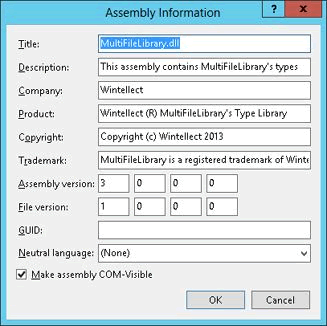 Assembly Information
?
Title: MultiFileLibrary.dll
Description: This assembly contains MultiFileLibrary's types
Company: Wintellect
Product: Wintellect (R) MultiFileLibrary's Type Library
Copyright: Copyright (c) Wintellect 2013
Trademark: MultiFileLibrary is a registered trademark of
Assembly version: 3 0 0 0
File version: 1 0 0 0
GUID:
Neutral language: (None)
Make assembly COM-Visible
OK Cancel